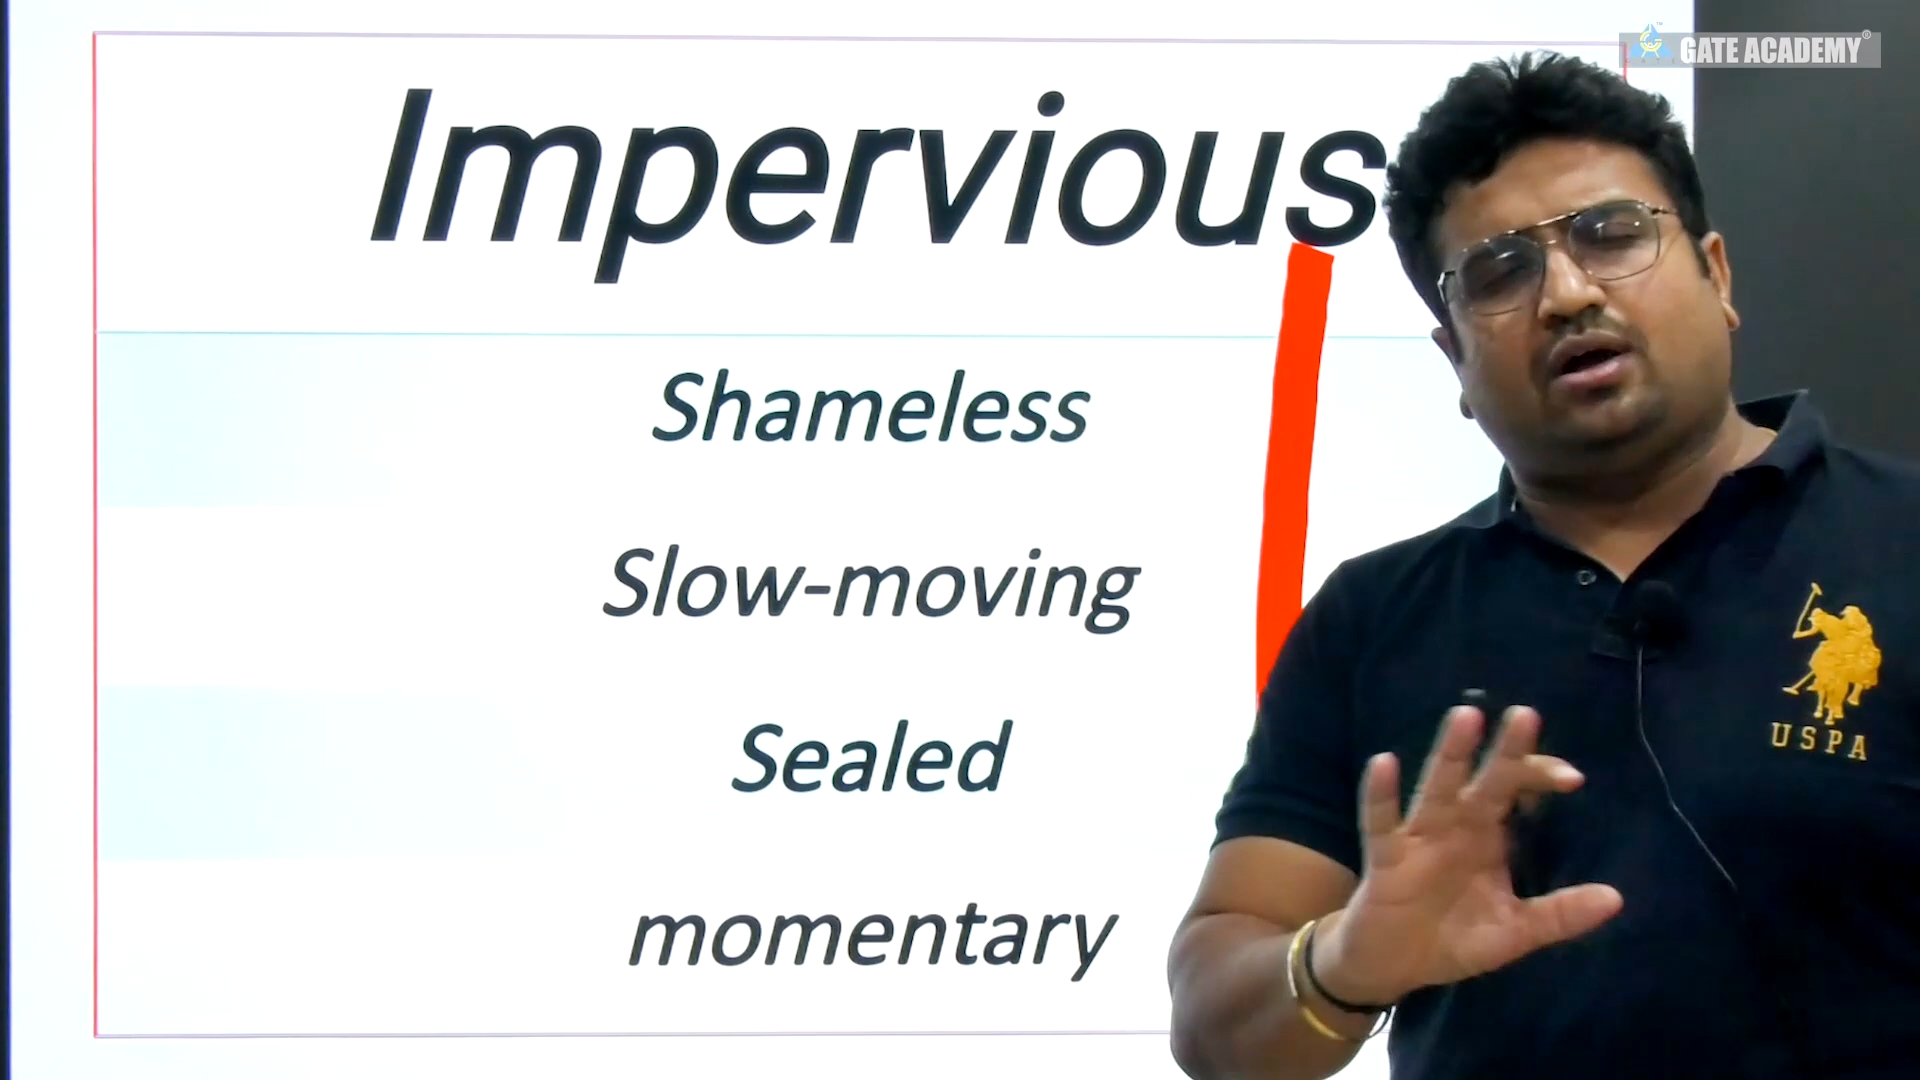 GATE ACADEMY®
Impervious
Shameless
Slow-moving
Sealed
momentary
USPA